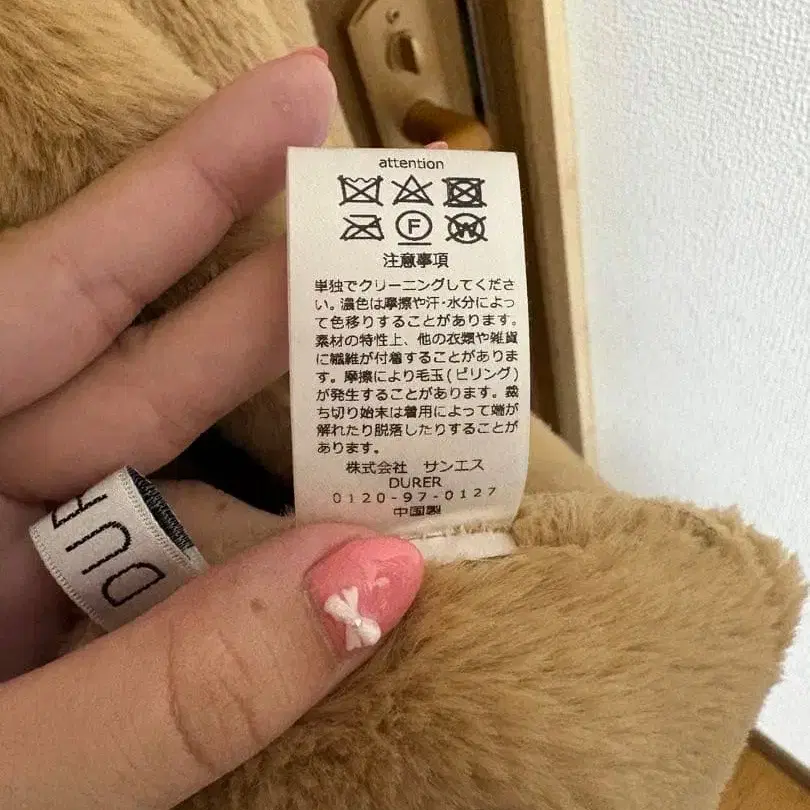 attention
F
W
注意事項
単独でクリーニングしてくださ
い。濃色は摩擦や汗・水分によっ
て色移りすることがあります。
素材の特性上、他の衣類や雑貨
に繊維が付着することがありま
す。摩擦により毛玉(ピリング)
が発生することがあります。裁
ち切り始末は着用によって端が
解れたり脱落したりすることが
あります。
株式会社 サンエス
DURER
0120-97-0127
中国製
DUR